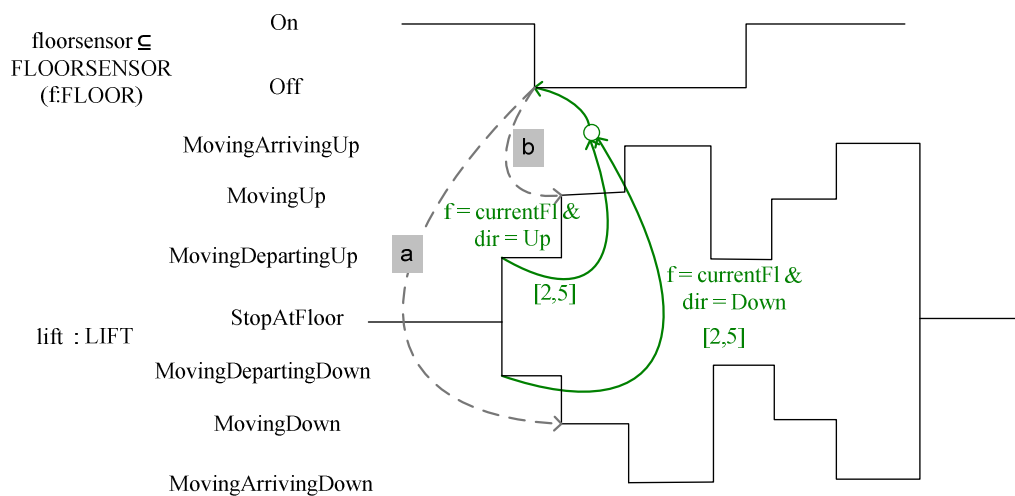 On
floorsensor ⊆
FLOORSENSOR
(f:FLOOR)
Off
MovingArrivingUp
b
MovingUp
f = currentFl &
dir = Up
a
MovingDepartingUp
f = currentFl &
dir = Down
[2,5]
[2,5]
StopAtFloor
lift : LIFT
MovingDepartingDown
MovingDown
MovingArrivingDown